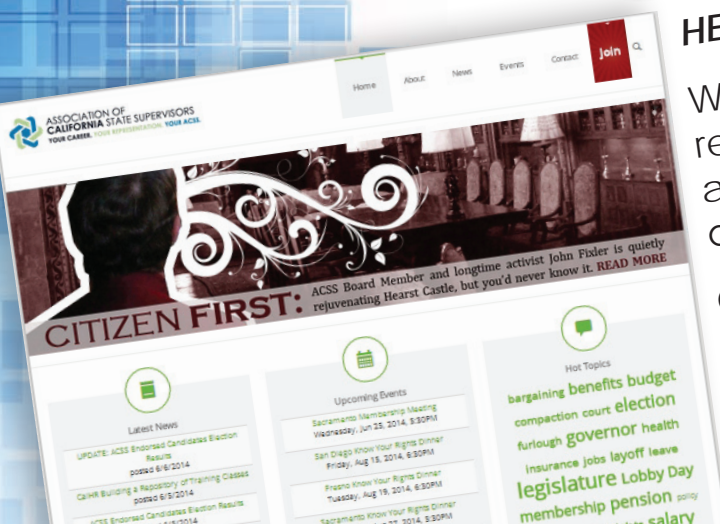 Home
About
News
Events
Contact
Join
ASSOCIATION OF
CALIFORNIA STATE SUPERVISORS
YOUR CAREER. YOUR REPRESENTATION. YOUR ACSS.
CITIZEN FIRST:
ACSS Board Member and longtime activist John Fixler is quietly
rejuvenating Hearst Castle, but you'd never know it. READ MORE
Latest News
UPDATE: ACSS Endorsed Candidates Election
Results
posted 6/6/2014
CalHR Building a Repository of Training Classes
posted 6/5/2014
ACSS Endorsed Candidates Election Results
Upcoming Events
Sacramento Membership Meeting
Wednesday, Jun 25, 2014, 5:30PM
San Diego Know Your Rights Dinner
Friday, Aug 15, 2014, 6:30PM
Fresno Know Your Rights Dinner
Tuesday, Aug 19, 2014, 6:30PM
Sacramento Know Your Rights Dinner
27, 2014, 5:30PM
Hot Topics
bargaining benefits budget
compaction court election
furlough governor health
insurance jobs layoff leave
legislature Lobby Day
membership pension policy
salary
HE
W
re
a